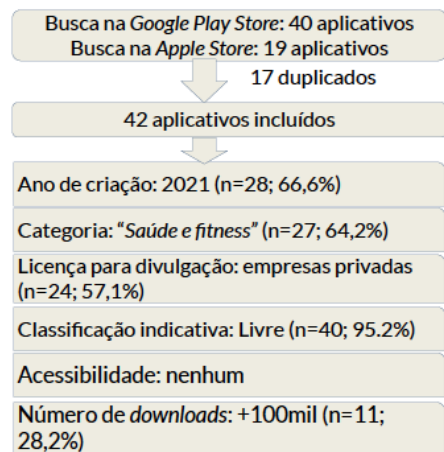 Busca na Google Play Store: 40 aplicativos
Busca na Apple Store: 19 aplicativos
17 duplicados
42 aplicativos incluídos
Ano de criação: 2021 (n=28; 66,6%)
Categoria: “Saúde e fitness” (n=27; 64,2%)
Licença para divulgação: empresas privadas
(n=24; 57,1%)
Classificação indicativa: Livre (n=40; 95.2%)
Acessibilidade: nenhum
Número de downloads: +100mil (n=11;
28,2%)